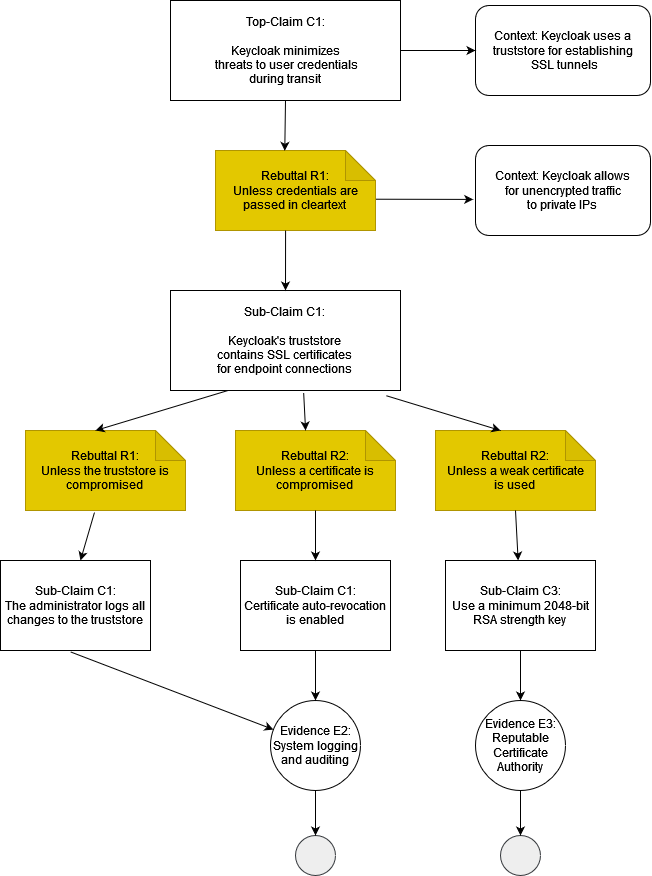 Top-Claim C1:
Keycloak minimizes
threats to user credentials
during transit
Context: Keycloak uses a
truststore for establishing
SSL tunnels
Rebuttal R1:
Unless credentials are
passed in cleartext
Context: Keycloak allows
for unencrypted traffic
to private IPs
Sub-Claim C1:
Keycloak's truststore
contains SSL certificates
for endpoint connections
Rebuttal R1:
Unless the truststore is
compromised
Rebuttal R2:
Unless a certificate is
compromised
Rebuttal R2:
Unless a weak certificate
is used
Sub-Claim C1:
The administrator logs all
changes to the truststore
Sub-Claim C1:
Certificate auto-revocation
is enabled
Sub-Claim C3:
Use a minimum 2048-bit
RSA strength key
Evidence E2:
System logging
and auditing
Evidence E3:
Reputable
Certificate
Authority